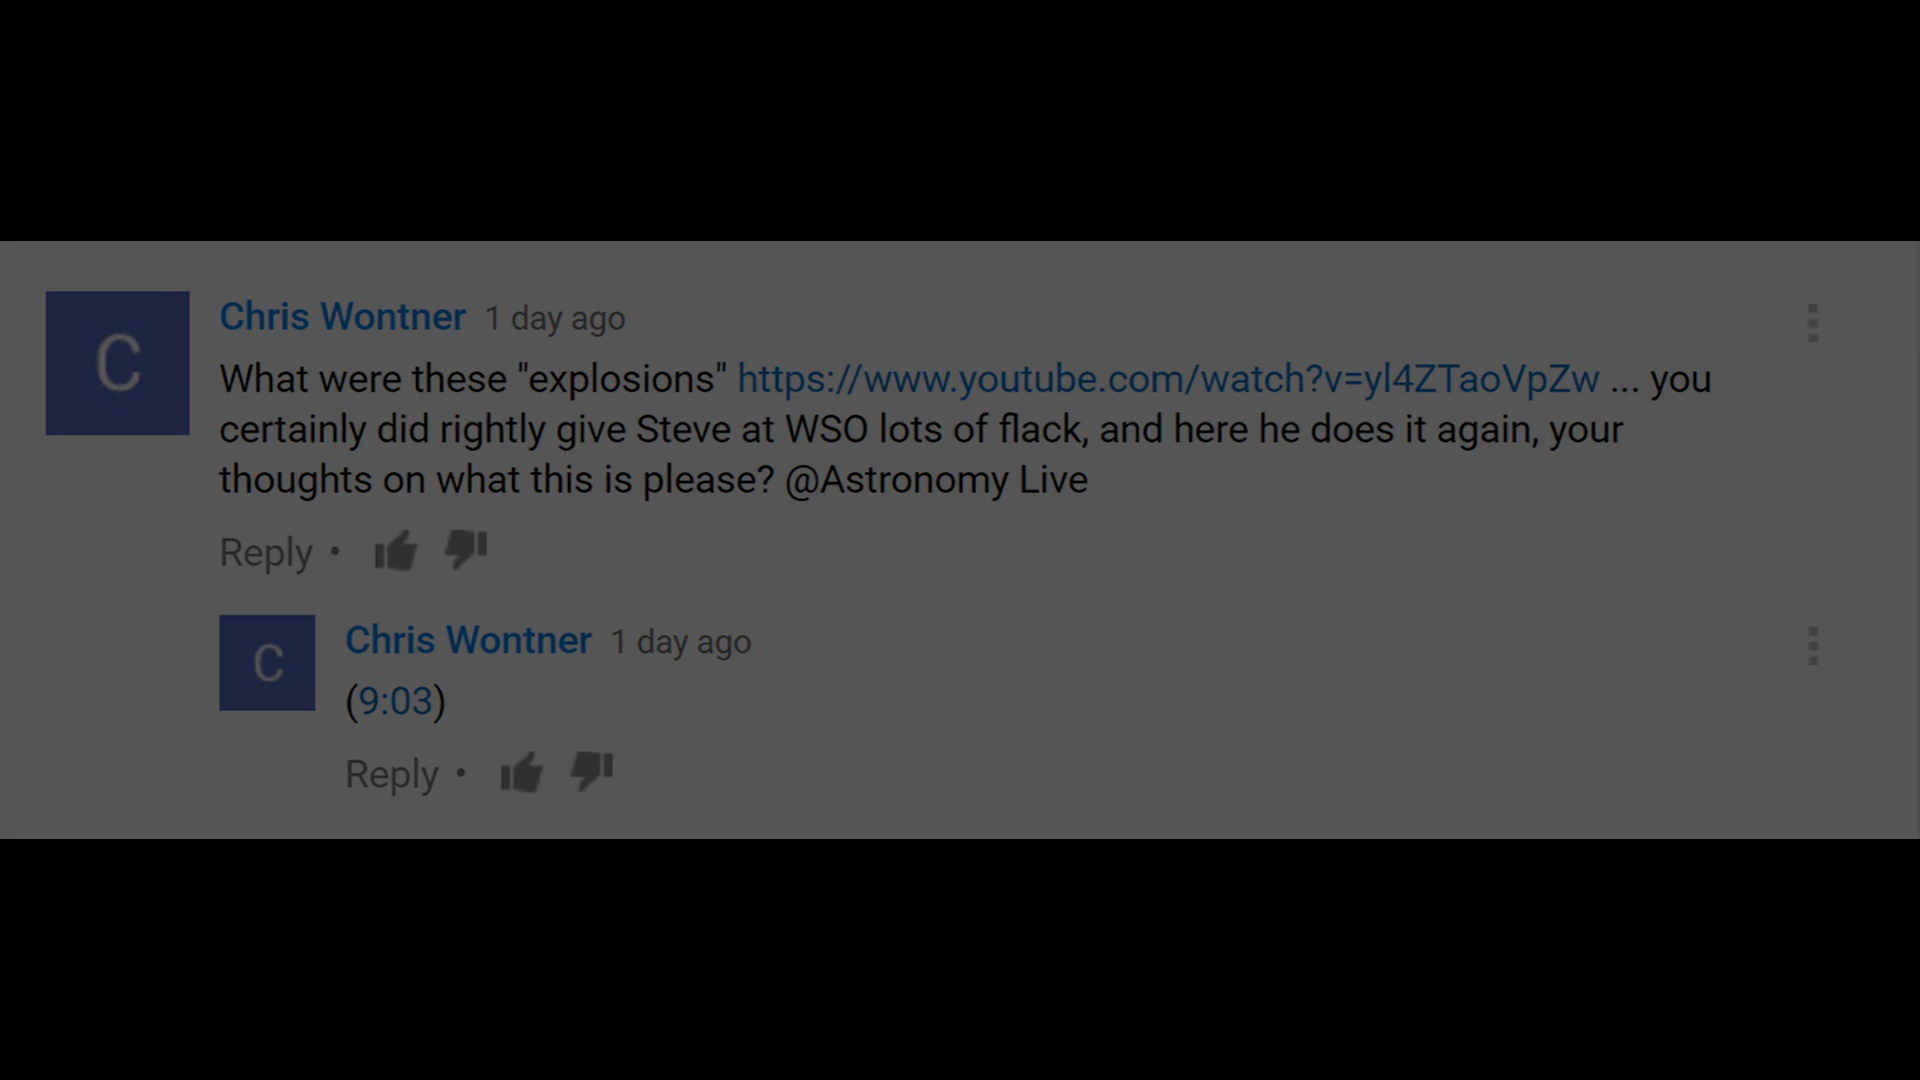 C
Chris Wontner 1 day ago
What were these "explosions" https://www.youtube.com/watch?v=yl4ZTaoVpZw ... you
certainly did rightly give Steve at WSO lots of flack, and here he does it again, your
thoughts on what this is please? @Astronomy Live
Reply •
C
Chris Wontner 1 day ago
(9:03)
Reply •